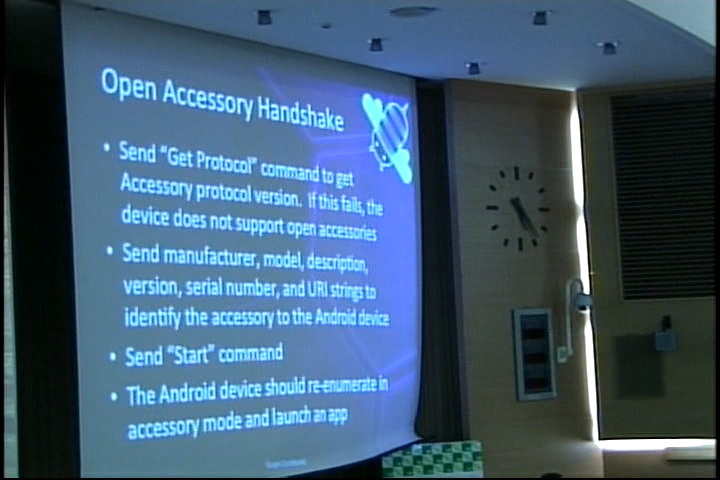 Open Accessory Handshake
• Send “Get Protocol” command to get
Accessory protocol version. If this fails, the
device does not support open accessories
• Send manufacturer, model, description,
version, serial number, and URI strings to
identify the accessory to the Android device
• Send “Start” command
• The Android device should re-enumerate in
accessory mode and launch an app